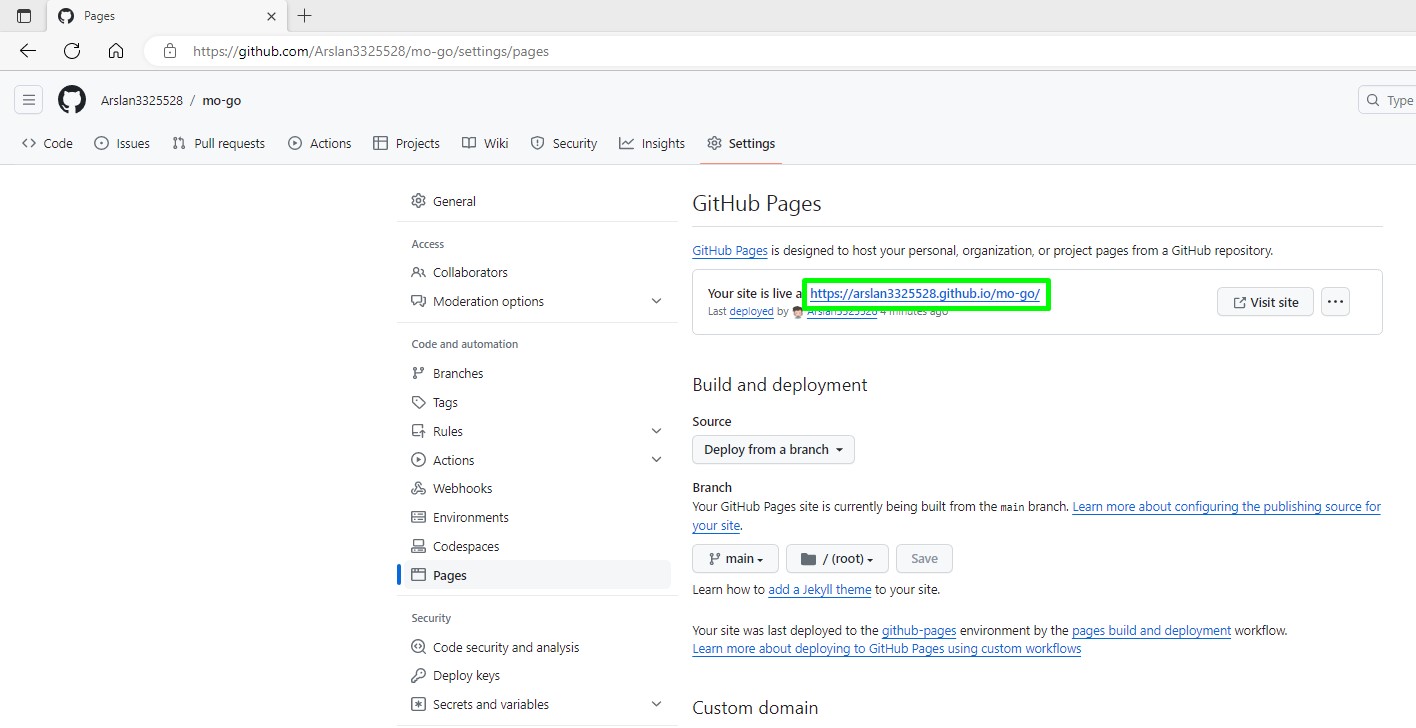 Pages
https://github.com/Arslan3325528/mo-go/settings/pages
Arslan3325528 / mo-go
Type
Code
Issues
Pull requests
Actions
Projects
Wiki
Security
Insights
Settings
General
Access
Collaborators
Moderation options
Code and automation
Branches
Tags
Rules
Actions
Webhooks
Environments
Codespaces
Pages
Security
Code security and analysis
Deploy keys
Secrets and variables
GitHub Pages
GitHub Pages is designed to host your personal, organization, or project pages from a GitHub repository.
Your site is live a https://arslan3325528.github.io/mo-go/
Last deployed by Arslan3325528 4 minutes ago
Visit site
Build and deployment
Source
Deploy from a branch
Branch
Your GitHub Pages site is currently being built from the main branch. Learn more about configuring the publishing source for
your site.
main
/ (root)
Save
Learn how to add a Jekyll theme to your site.
Your site was last deployed to the github-pages environment by the pages build and deployment workflow.
Learn more about deploying to GitHub Pages using custom workflows
Custom domain